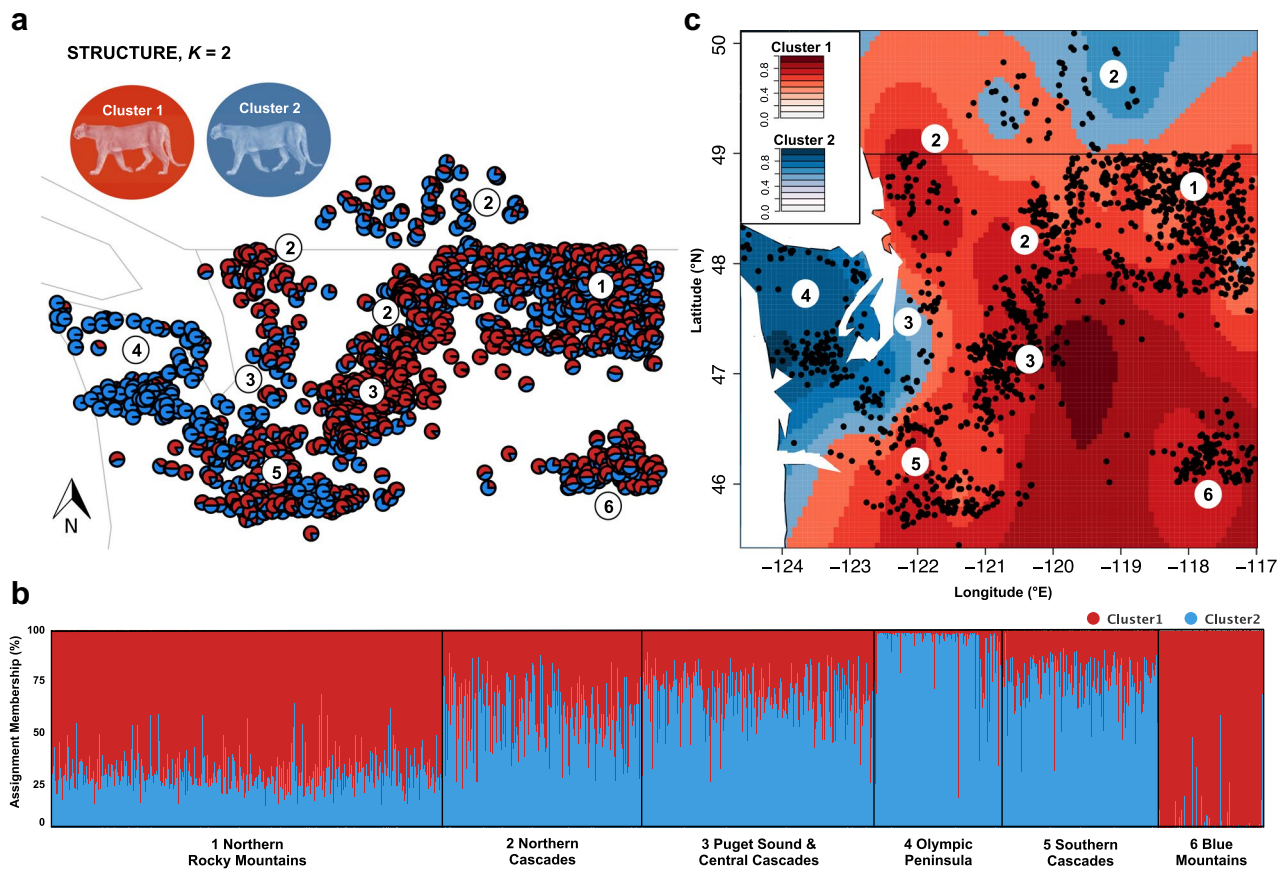 a
STRUCTURE, K = 2
Cluster 1
Cluster 2
2
2
1
2
4
3
3
5
6
N
c
Cluster 1
0.8
0.4
0.0
Cluster 2
0.8
0.4
0.0
50
49
48
47
46
Latitude (°N)
2
2
1
2
4
3
3
5
6
−124
−123
−122
−121
−120
−119
−118
−117
Longitude (°E)
b
Cluster1
Cluster2
Assignment Membership (%)
100
75
50
25
0
1 Northern
Rocky Mountains
2 Northern
Cascades
3 Puget Sound &
Central Cascades
4 Olympic
Peninsula
5 Southern
Cascades
6 Blue
Mountains